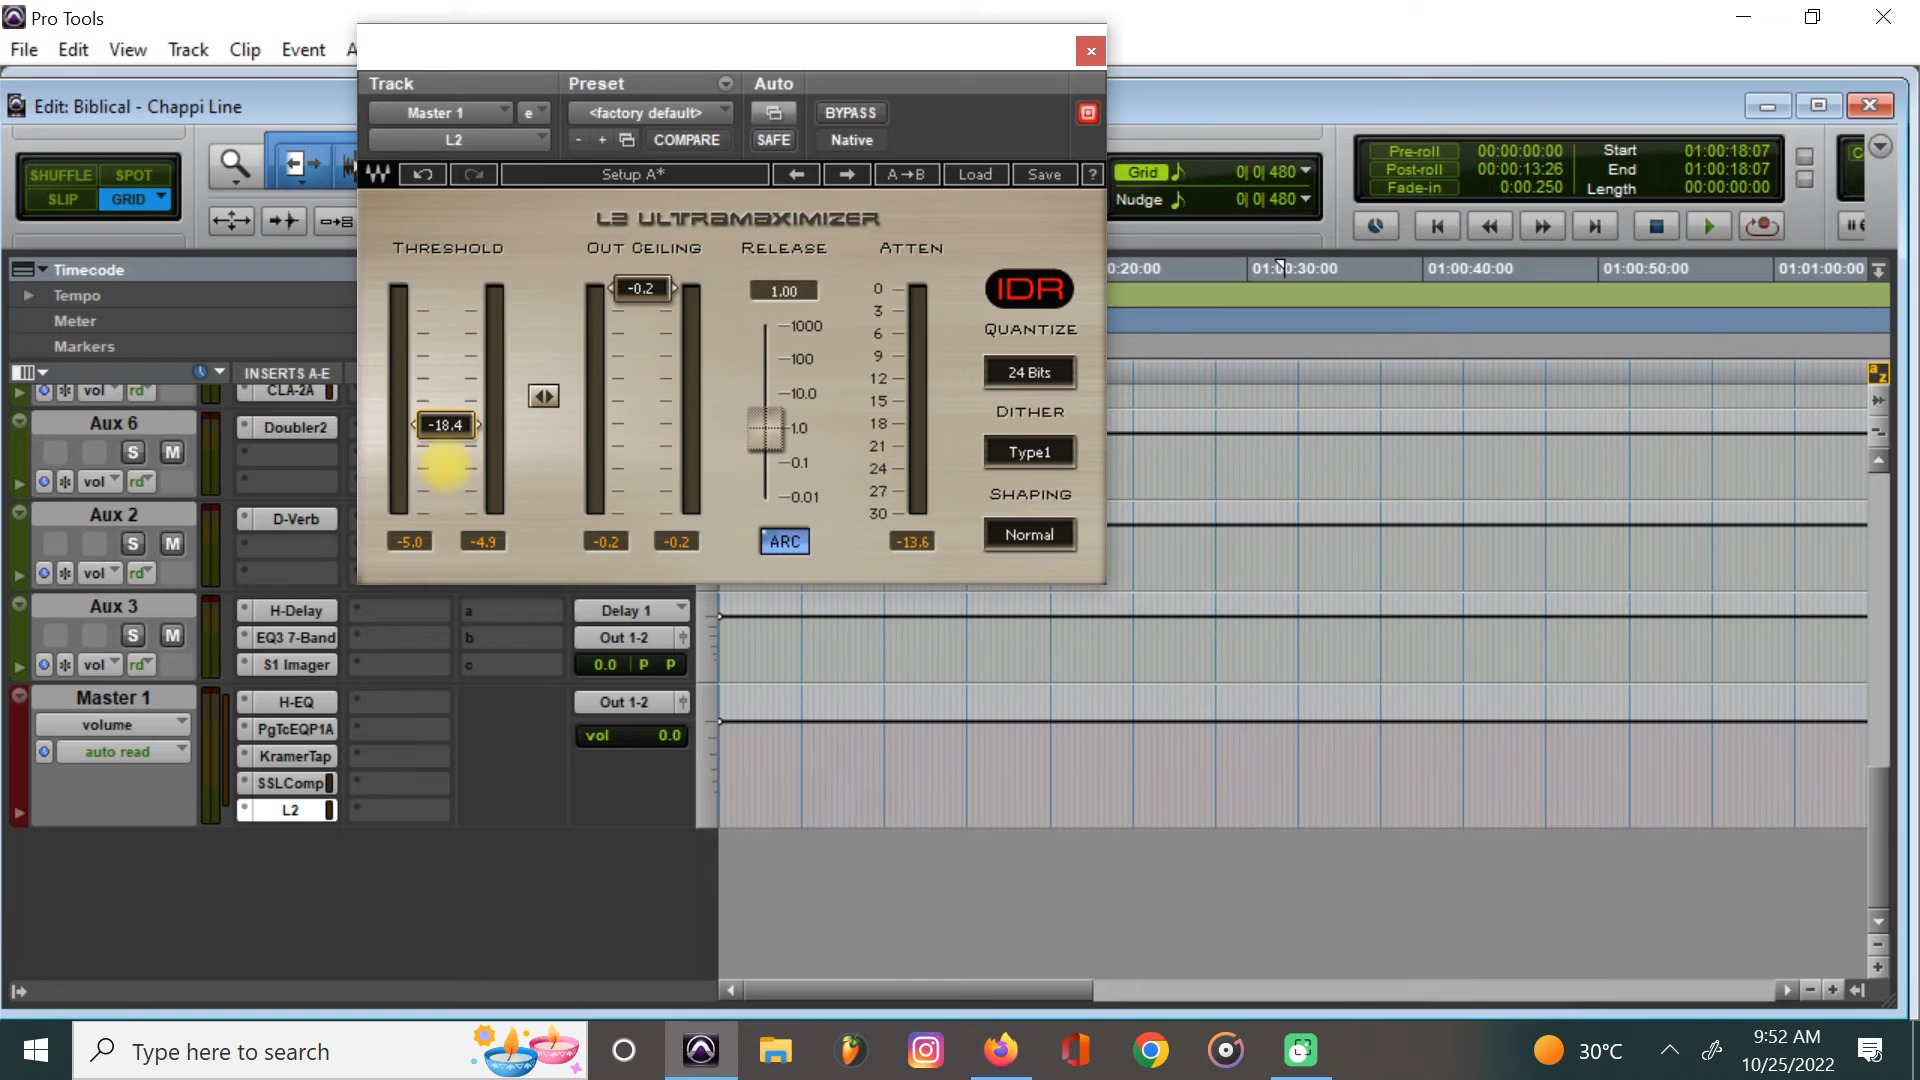 Pro Tools
File Edit View Track Clip Event A
Edit: Biblical - Chappi Line
Track Preset Auto
Master 1 e <factory default> BYPASS
L2 - + COMPARE SAFE Native
Setup A* A→B Load Save ?
L2 ULTRAMAXIMIZER
THRESHOLD OUT CEILING RELEASE ATTEN
-18.4 -0.2 1.00
1000
100
10.0
1.0
0.1
0.01
0
3
6
9
12
15
18
21
24
27
30
IDR
QUANTIZE
24 Bits
DITHER
Type1
SHAPING
Normal
-5.0 -4.9 -0.2 -0.2 ARC -13.6
SHUFFLE SPOT
SLIP GRID
Grid 0| 0| 480
Nudge 0| 0| 480
Pre-roll 00:00:00:00 Start 01:00:18:07
Post-roll 00:00:13:26 End 01:00:18:07
Fade-in 0:00.250 Length 00:00:00:00
Timecode 0:20:00 01:00:30:00 01:00:40:00 01:00:50:00 01:01:00:00
Tempo
Meter
Markers
INSERTS A-E
a z
vol rd CLA-2A
Aux 6 Doubler2
S M
vol rd
Aux 2 D-Verb
S M
vol rd
Aux 3 H-Delay a Delay 1
S M EQ3 7-Band b Out 1-2
vol rd S1 Imager c 0.0 P P
Master 1 H-EQ Out 1-2
volume PgTcEQP1A vol 0.0
auto read KramerTap
SSLComp
L2
Type here to search
30°C
9:52 AM
10/25/2022